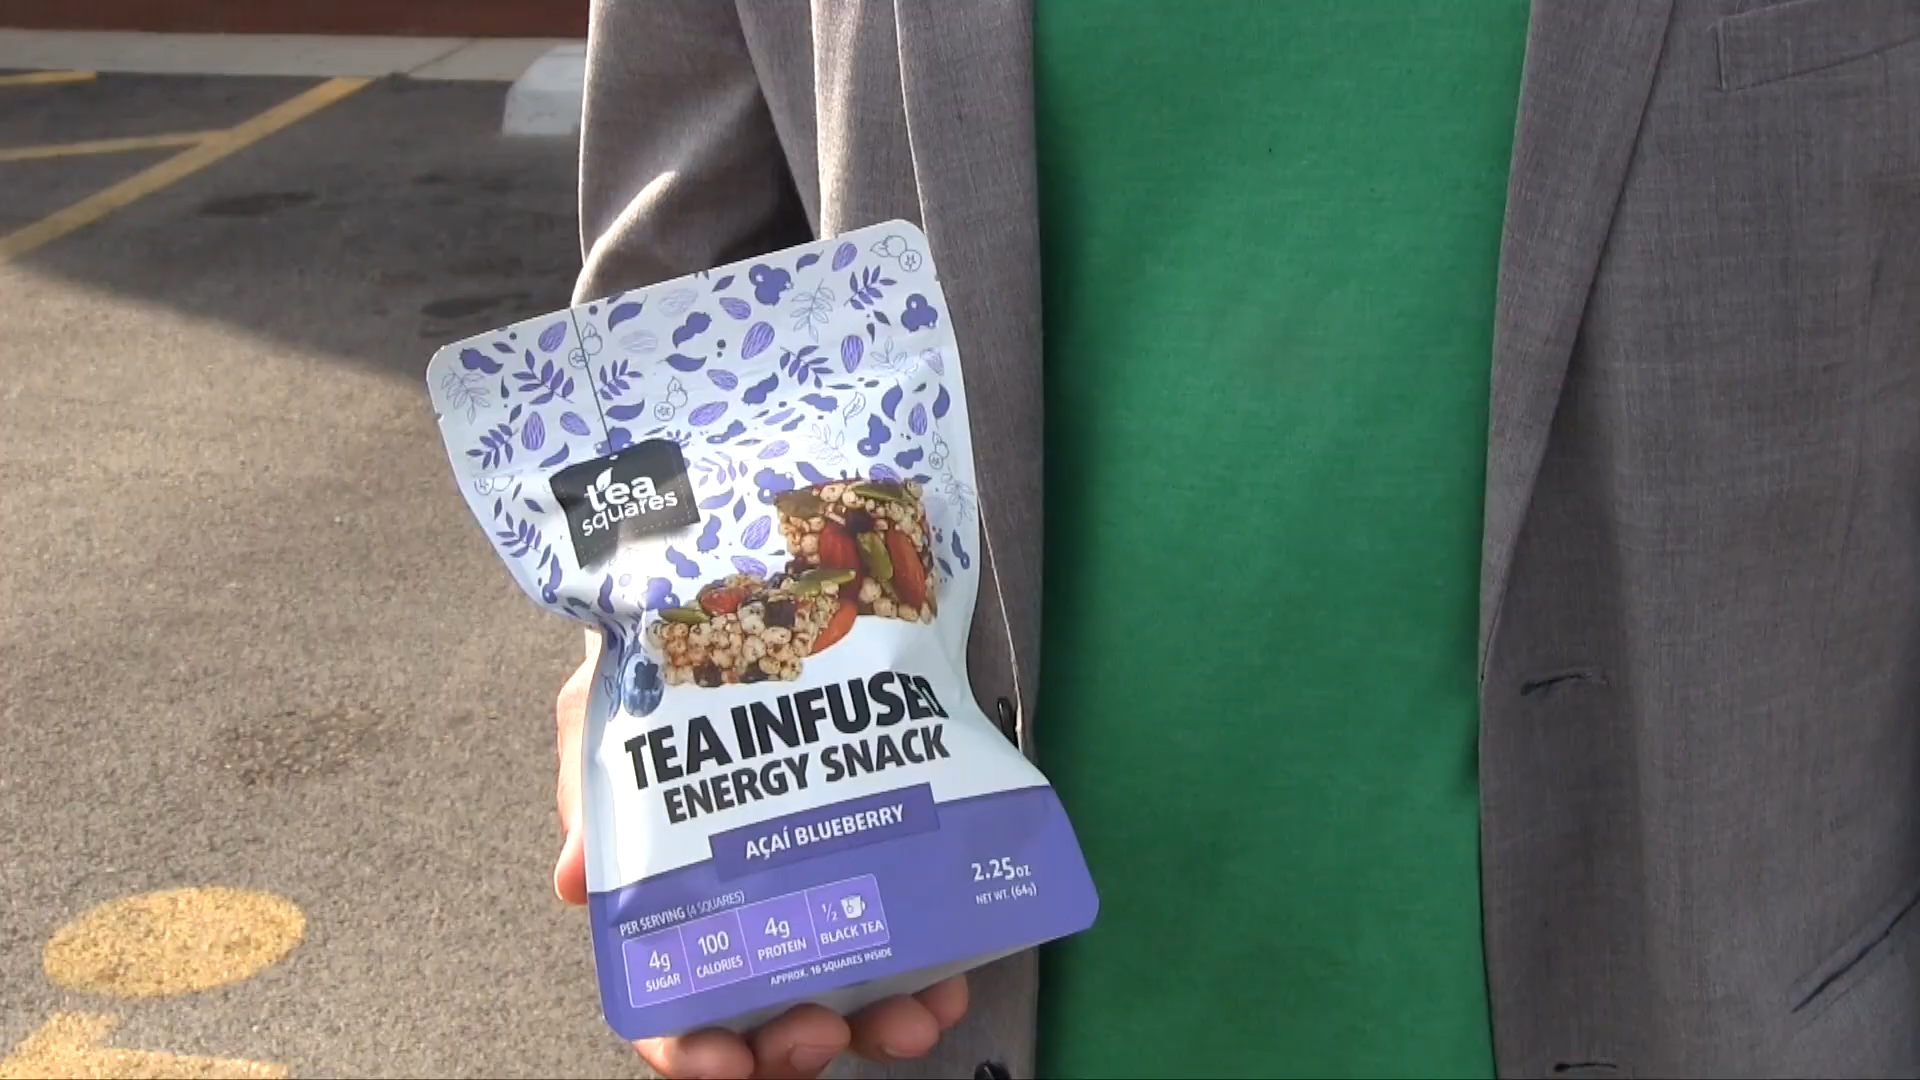 tea
squares
TEA INFUSED
ENERGY SNACK
AÇAÍ BLUEBERRY
2.25oz
NET WT. (64g)
PER SERVING (4 SQUARES)
4g
SUGAR
100
CALORIES
4g
PROTEIN
1/2
BLACK TEA
APPROX. 10 SQUARES INSIDE